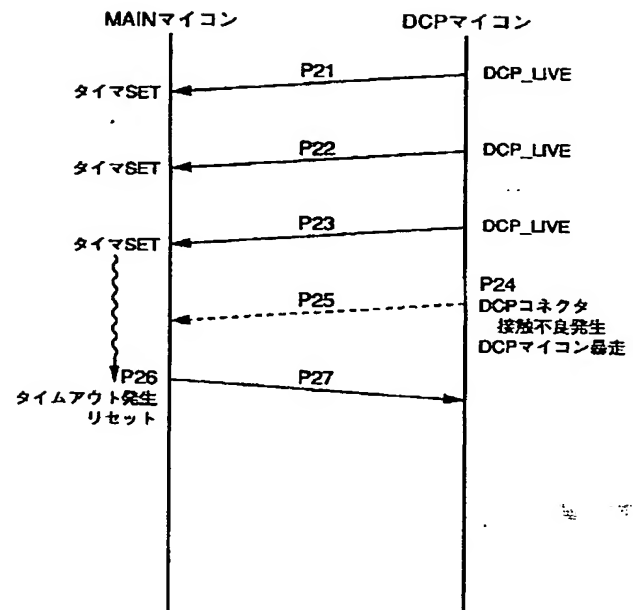 MAINマイコン DCPマイコン
P21 DCP_LIVE
タイマSET
P22 DCP_LIVE
タイマSET
P23 DCP_LIVE
タイマSET
P24
P25 DCPコネクタ
接触不良発生
DCPマイコン暴走
P26 P27
タイムアウト発生
リセット